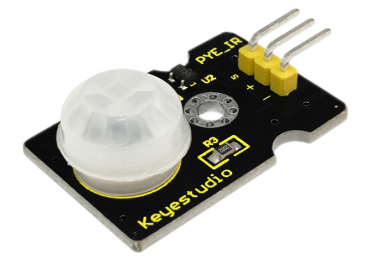 PYE_IR
U2
S
+
−
R3
Keyestudio